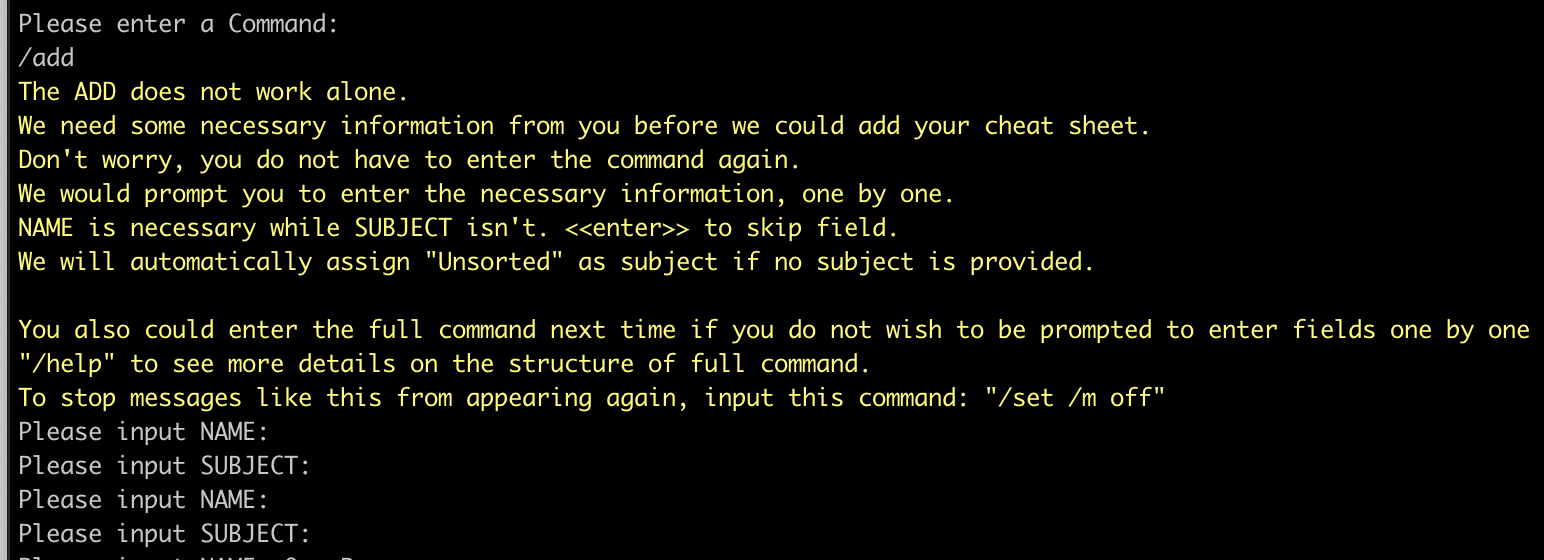 Please enter a Command:
/add
The ADD does not work alone.
We need some necessary information from you before we could add your cheat sheet.
Don't worry, you do not have to enter the command again.
We would prompt you to enter the necessary information, one by one.
NAME is necessary while SUBJECT isn't. <<enter>> to skip field.
We will automatically assign "Unsorted" as subject if no subject is provided.
You also could enter the full command next time if you do not wish to be prompted to enter fields one by one
"/help" to see more details on the structure of full command.
To stop messages like this from appearing again, input this command: "/set /m off"
Please input NAME:
Please input SUBJECT:
Please input NAME:
Please input SUBJECT:
Please input NAME: